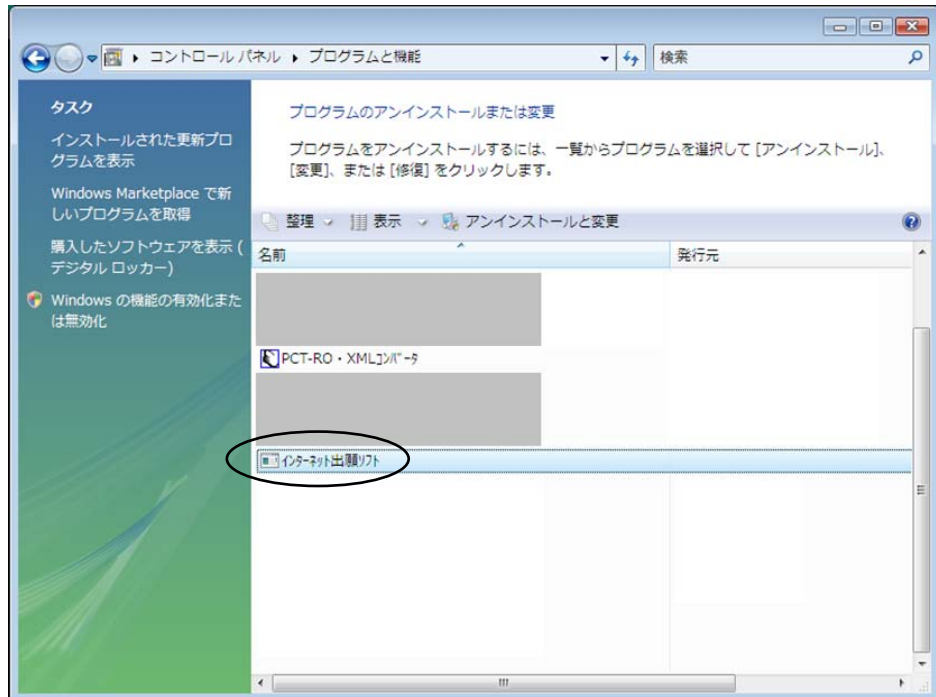 コントロール パネル プログラムと機能
検索
タスク
インストールされた更新プロ
グラムを表示
Windows Marketplace で新
しいプログラムを取得
購入したソフトウェアを表示 (
デジタル ロッカー)
Windows の機能の有効化また
は無効化
プログラムのアンインストールまたは変更
プログラムをアンインストールするには、一覧からプログラムを選択して [アンインストール]、
[変更]、または [修復] をクリックします。
整理 表示 アンインストールと変更
名前 発行元
PCT-RO・XMLコンバータ
インターネット出願ソフト